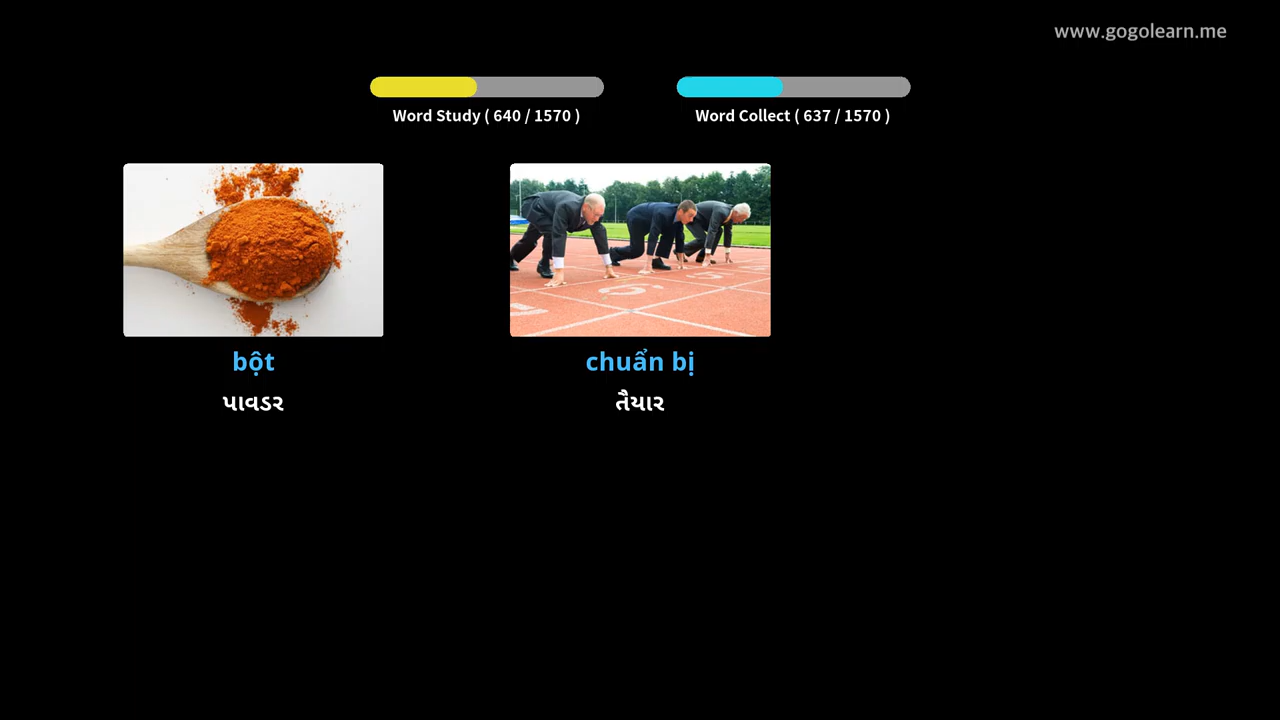 www.gogolearn.me
Word Study ( 640 / 1570 )
Word Collect ( 637 / 1570 )
bột
chuẩn bị
પાવડર
તૈયાર